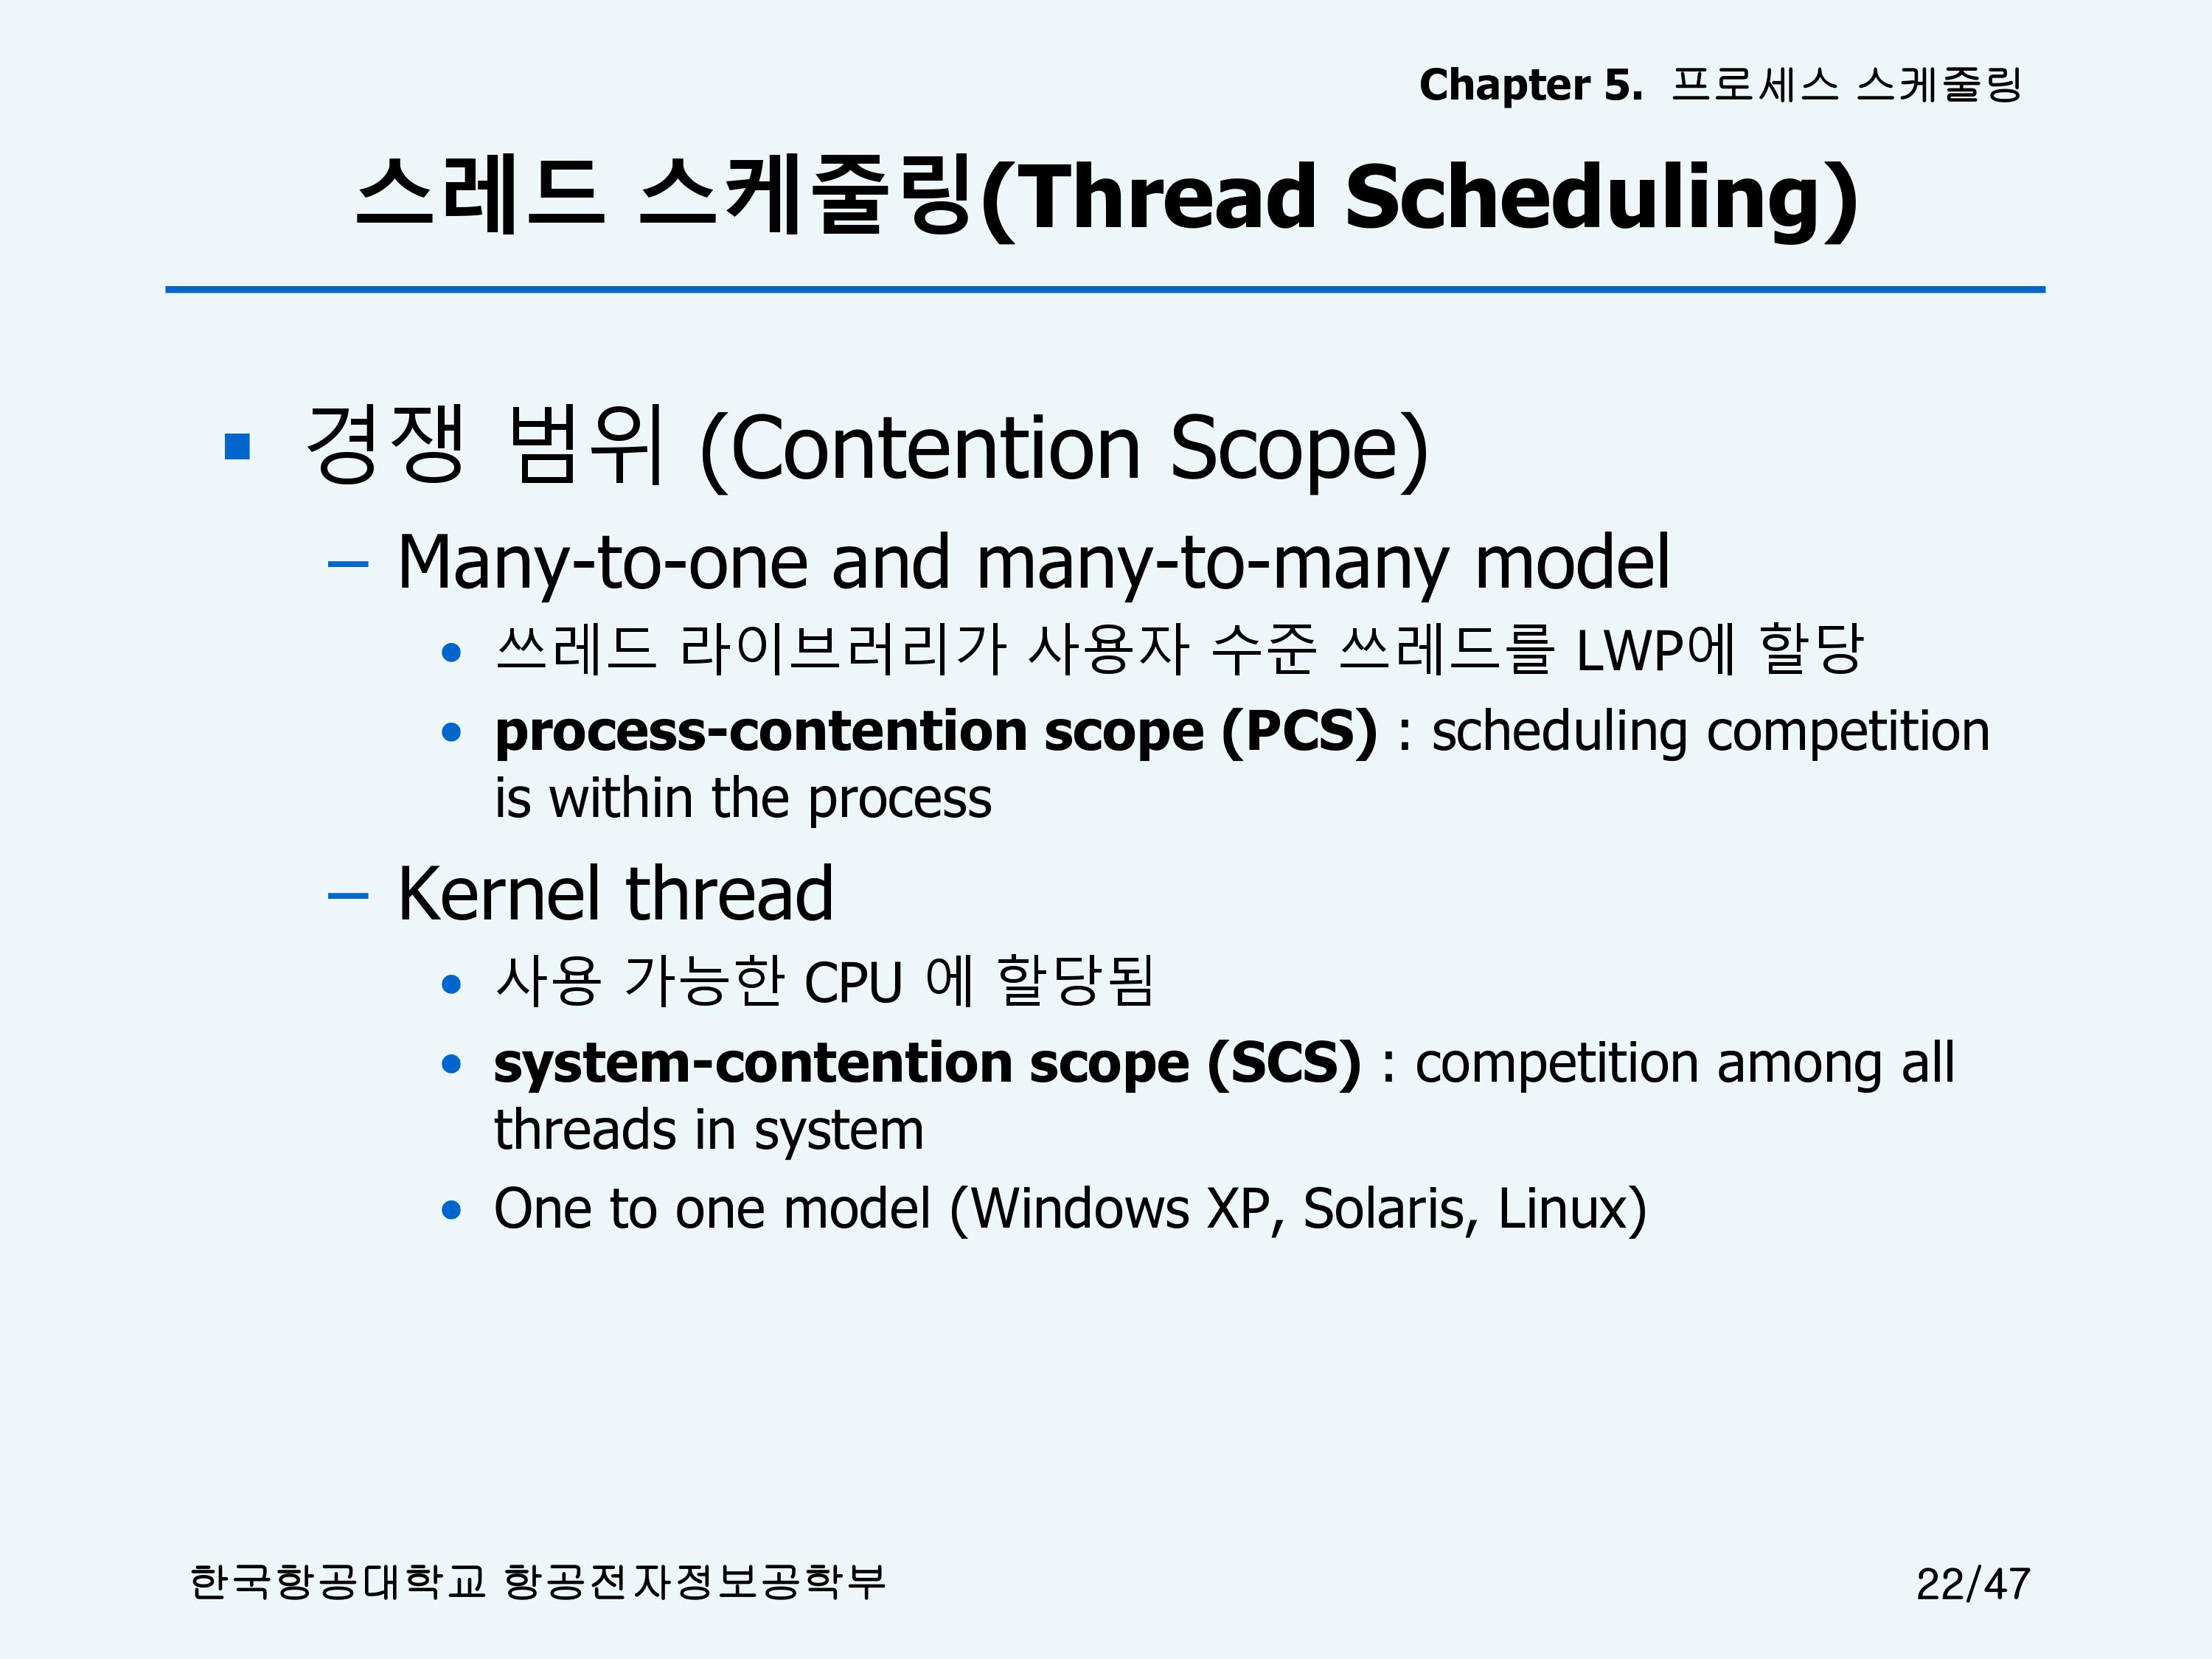 Chapter 5. 프로세스 스케줄링
스레드 스케줄링(Thread Scheduling)
▪ 경쟁 범위 (Contention Scope)
– Many-to-one and many-to-many model
• 쓰레드 라이브러리가 사용자 수준 쓰레드를 LWP에 할당
• process-contention scope (PCS) : scheduling competition
is within the process
– Kernel thread
• 사용 가능한 CPU 에 할당됨
• system-contention scope (SCS) : competition among all
threads in system
• One to one model (Windows XP, Solaris, Linux)
한국항공대학교 항공전자정보공학부
22/47